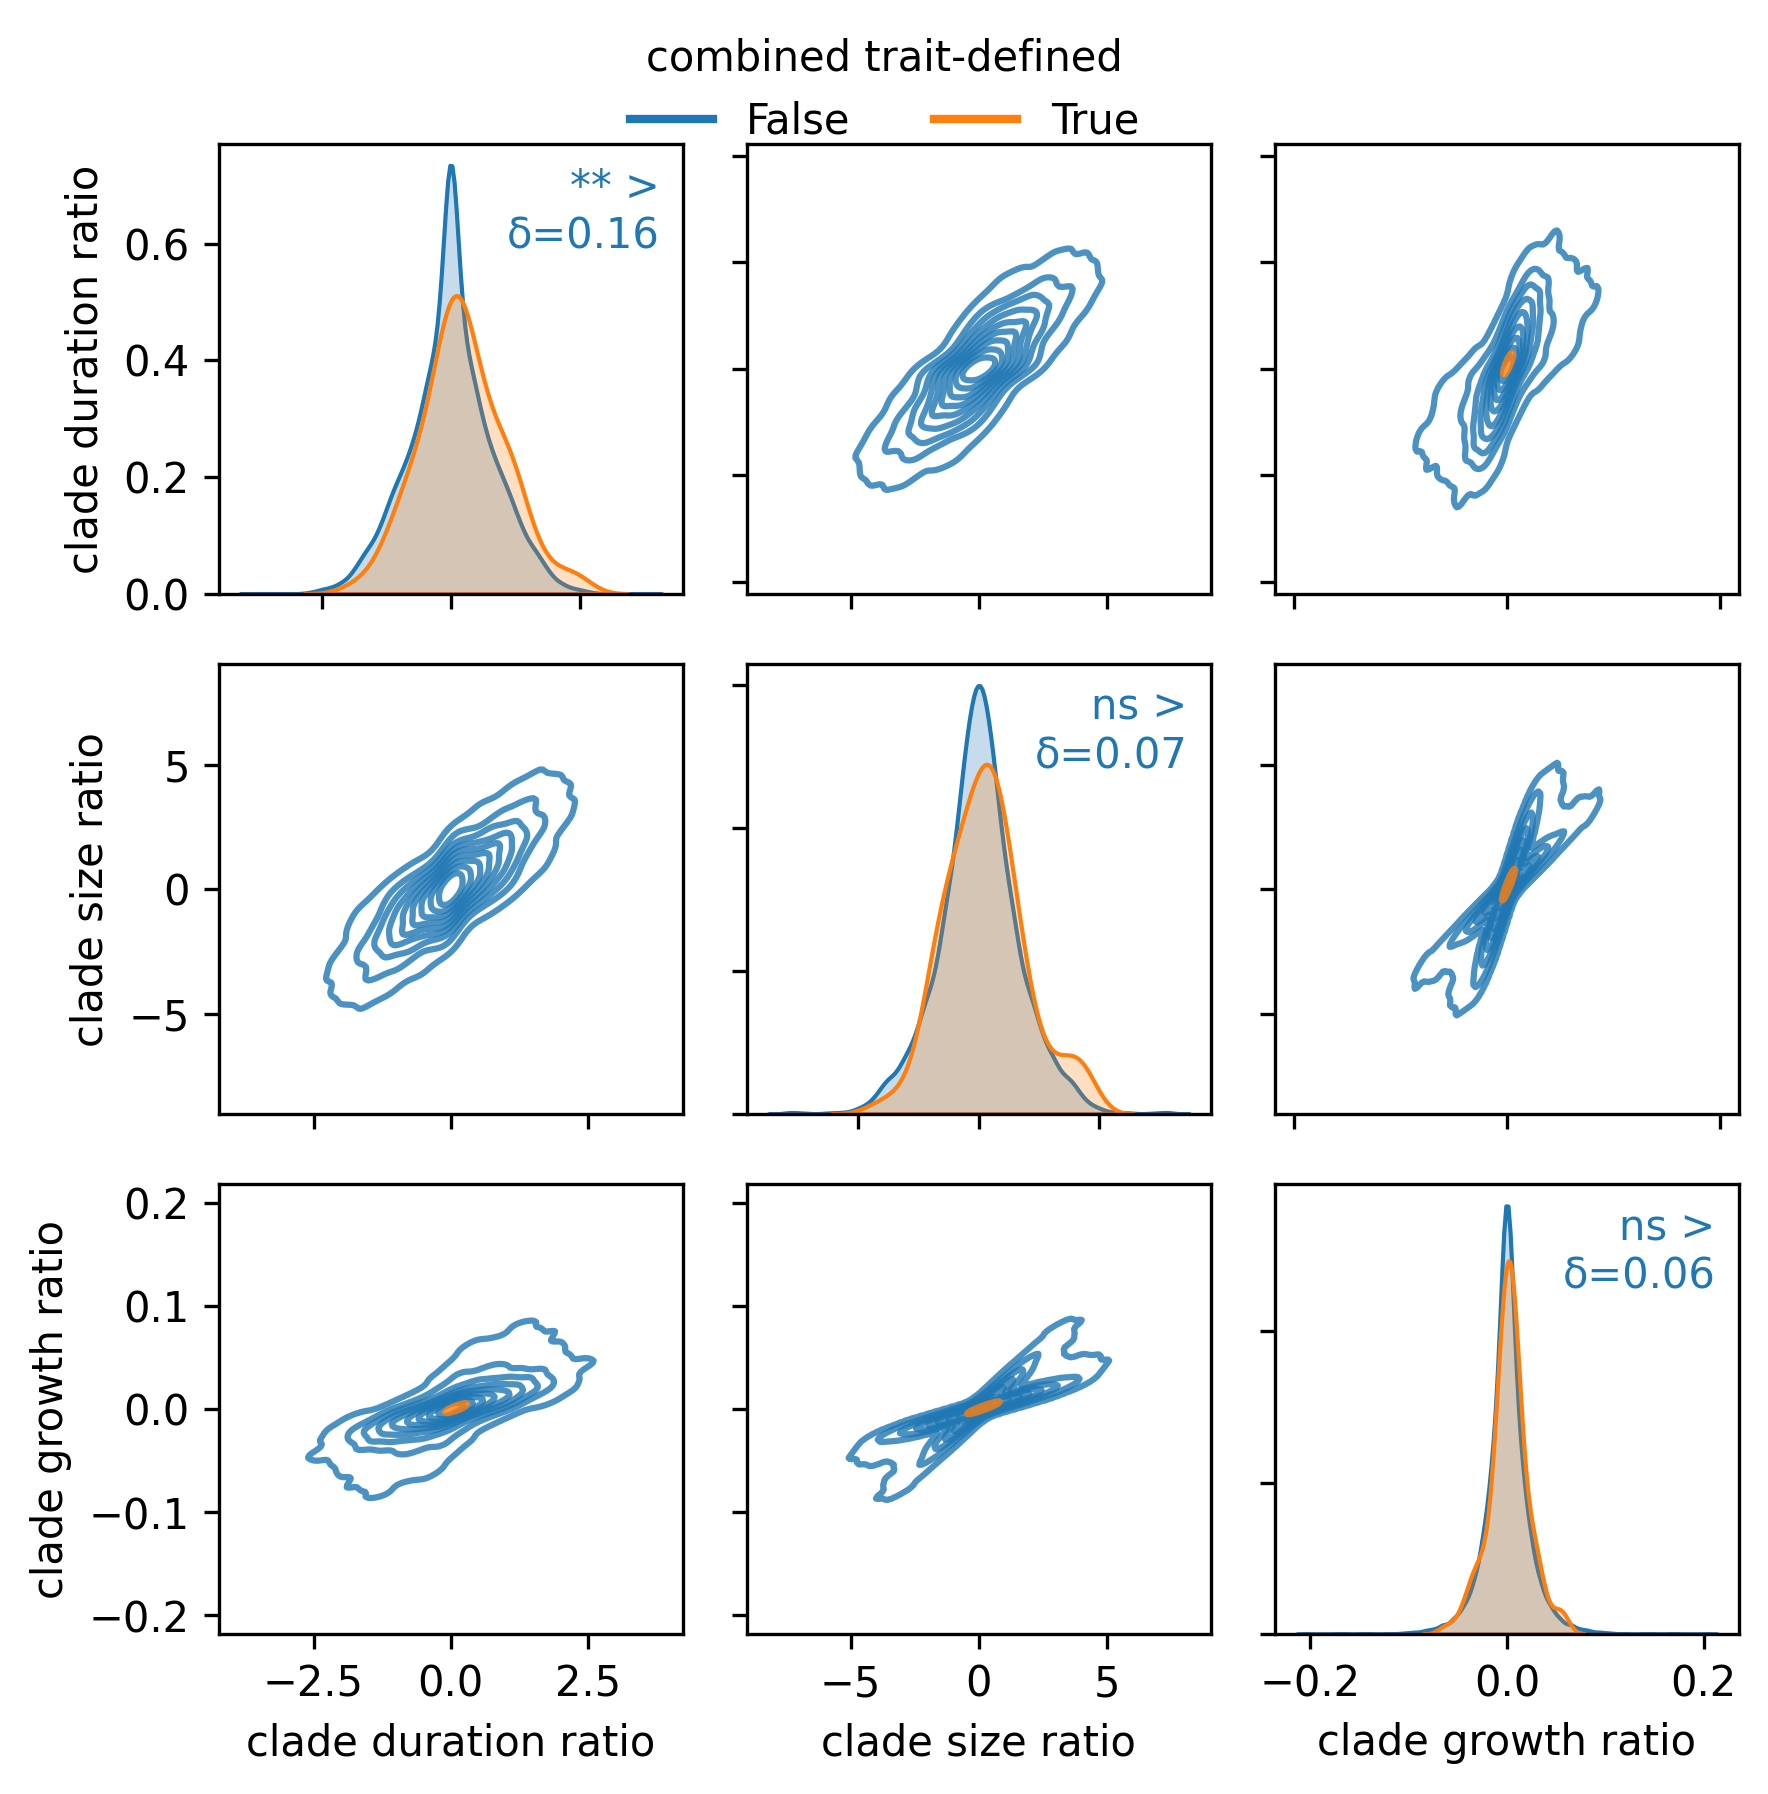 combined trait-defined
False True
clade duration ratio
0.6
0.4
0.2
0.0
** >
δ=0.16
clade size ratio
5
0
−5
ns >
δ=0.07
clade growth ratio
0.2
0.1
0.0
−0.1
−0.2
ns >
δ=0.06
−2.5 0.0 2.5
−5 0 5
−0.2 0.0 0.2
clade duration ratio
clade size ratio
clade growth ratio